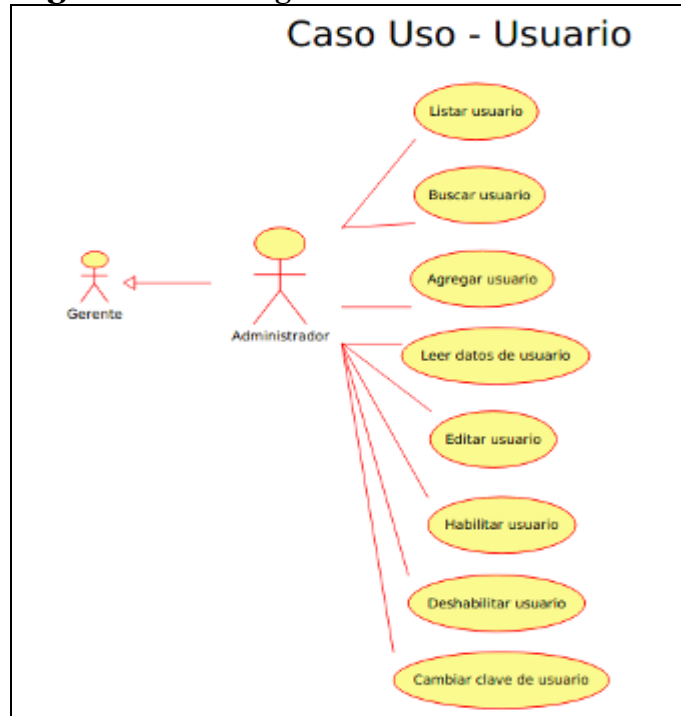 Caso Uso - Usuario
Listar usuario
Buscar usuario
Agregar usuario
Gerente
Administrador
Leer datos de usuario
Editar usuario
Habilitar usuario
Deshabilitar usuario
Cambiar clave de usuario